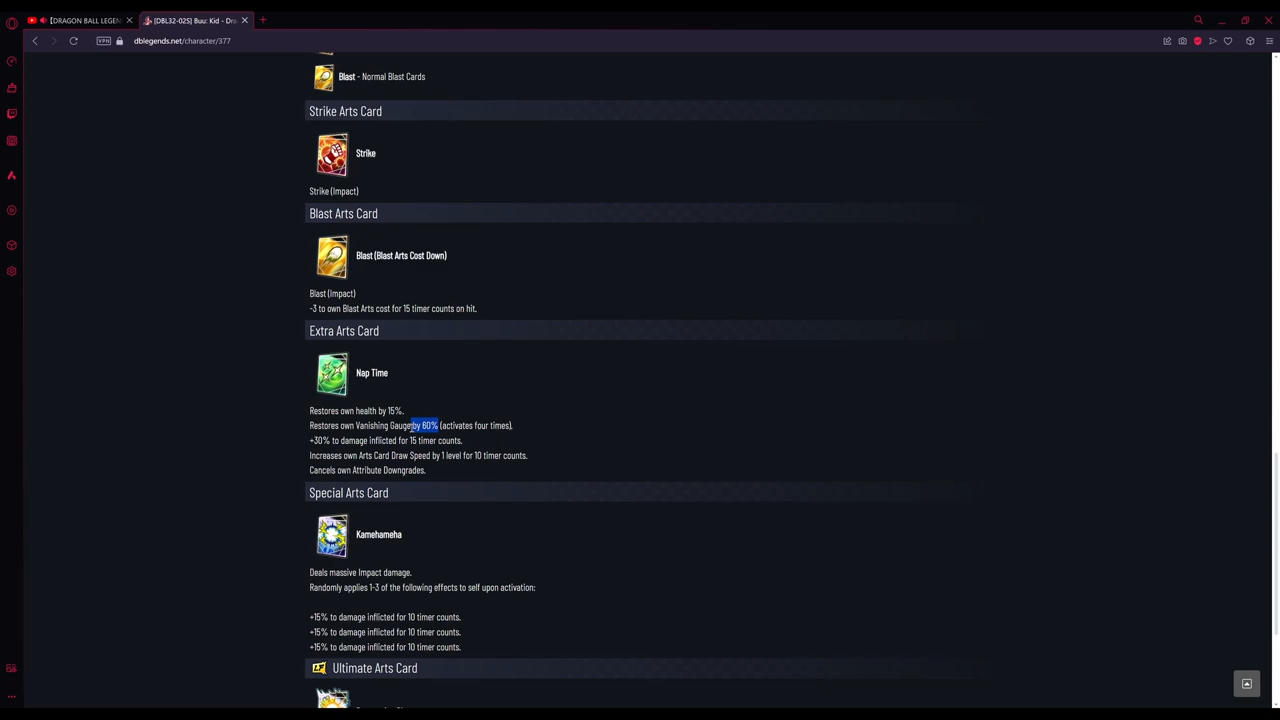 【DRAGON BALL LEGEN
[DBL32-02S] Buu: Kid - Dra
VPN
dblegends.net/character/377
Blast - Normal Blast Cards
Strike Arts Card
Strike
Strike (Impact)
Blast Arts Card
Blast (Blast Arts Cost Down)
Blast (Impact)
-3 to own Blast Arts cost for 15 timer counts on hit.
Extra Arts Card
Nap Time
Restores own health by 15%.
Restores own Vanishing Gauge by 60% (activates four times).
+30% to damage inflicted for 15 timer counts.
Increases own Arts Card Draw Speed by 1 level for 10 timer counts.
Cancels own Attribute Downgrades.
Special Arts Card
Kamehameha
Deals massive Impact damage.
Randomly applies 1-3 of the following effects to self upon activation:
+15% to damage inflicted for 10 timer counts.
+15% to damage inflicted for 10 timer counts.
+15% to damage inflicted for 10 timer counts.
Ultimate Arts Card